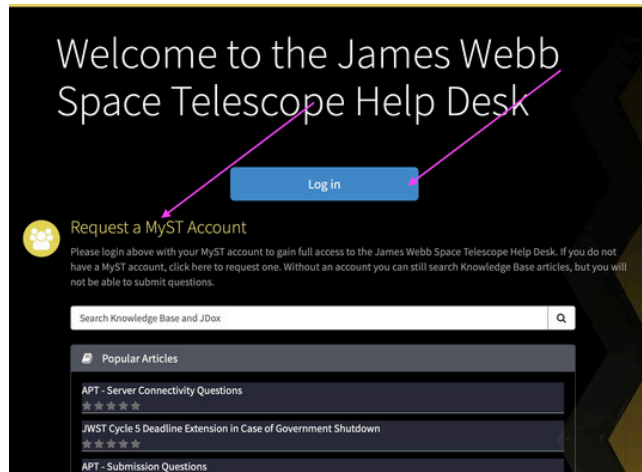 Welcome to the James Webb
Space Telescope Help Desk
Log in
Request a MyST Account
Please login above with your MyST account to gain full access to the James Webb Space Telescope Help Desk. If you do not
have a MyST account, click here to request one. Without an account you can still search Knowledge Base articles, but you will
not be able to submit questions.
Search Knowledge Base and JDox
Popular Articles
APT - Server Connectivity Questions
JWST Cycle 5 Deadline Extension in Case of Government Shutdown
APT - Submission Questions